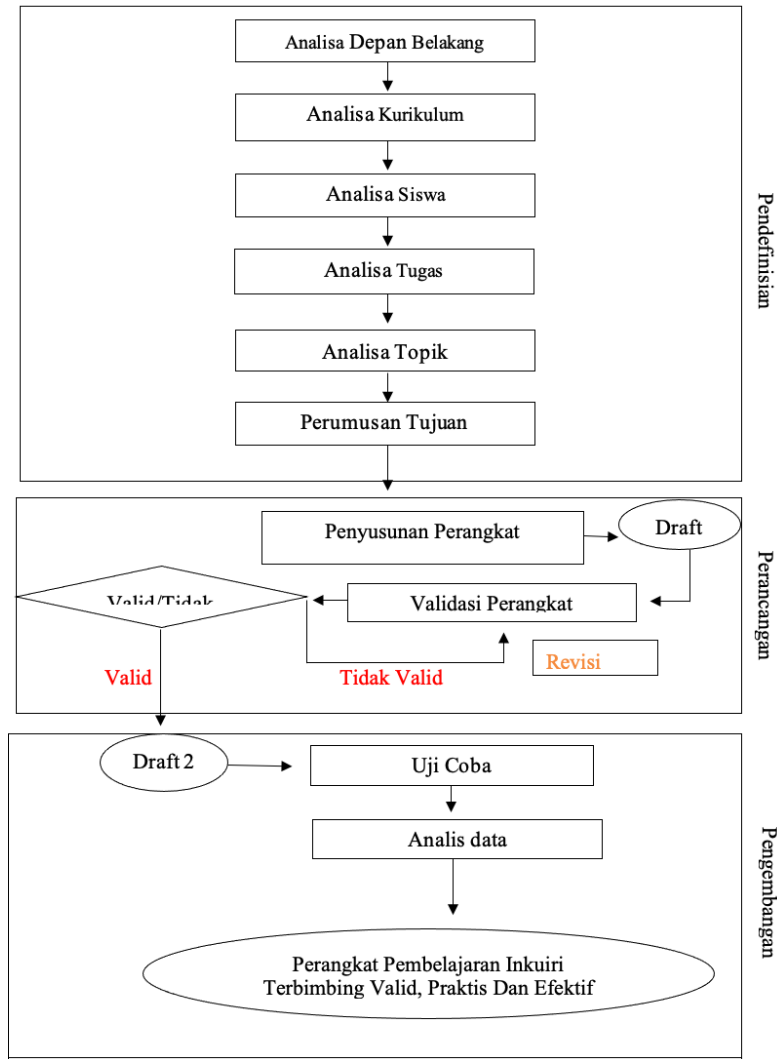 Analisa Depan Belakang
Analisa Kurikulum
Analisa Siswa
Analisa Tugas
Analisa Topik
Perumusan Tujuan
Pendefinisian
Penyusunan Perangkat
Draft
Validasi Perangkat
Valid/Tidak
Revisi
Valid
Tidak Valid
Perancangan
Draft 2
Uji Coba
Analis data
Perangkat Pembelajaran Inkuiri
Terbimbing Valid, Praktis Dan Efektif
Pengembangan